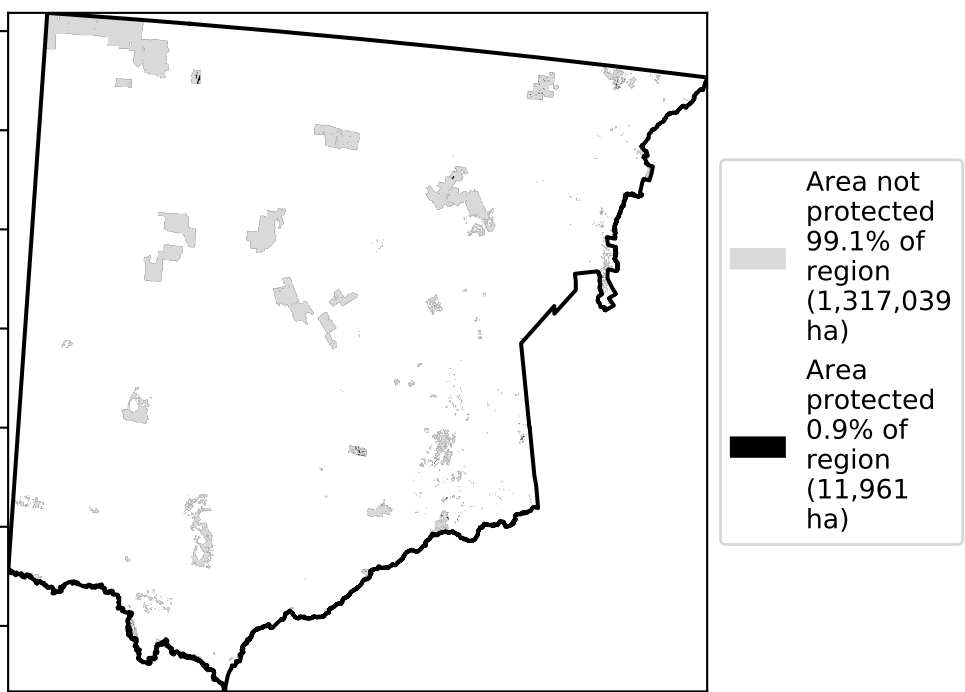 Area not
protected
99.1% of
region
(1,317,039
ha)
Area
protected
0.9% of
region
(11,961
ha)